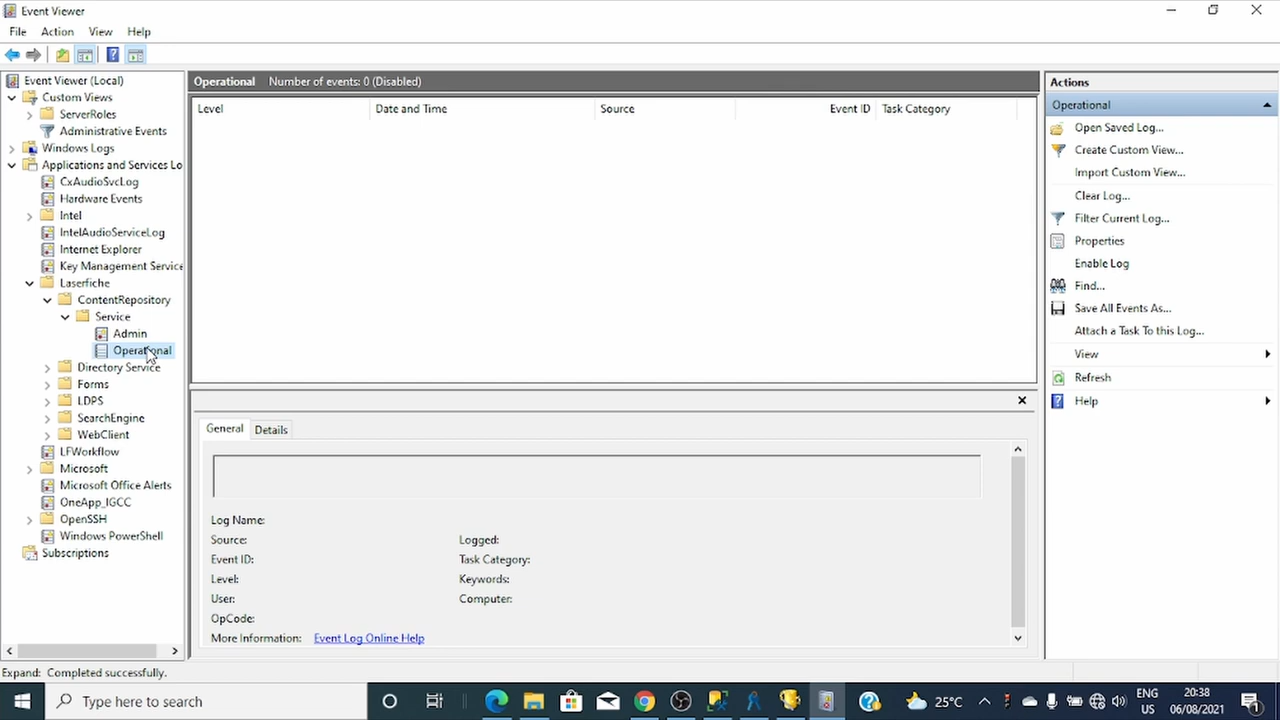 Event Viewer
File Action View Help
Event Viewer (Local)
Custom Views
ServerRoles
Administrative Events
Windows Logs
Applications and Services Lo
CxAudioSvcLog
Hardware Events
Intel
IntelAudioServiceLog
Internet Explorer
Key Management Service
Laserfiche
ContentRepository
Service
Admin
Operational
Directory Service
Forms
LDPS
SearchEngine
WebClient
LFWorkflow
Microsoft
Microsoft Office Alerts
OneApp_IGCC
OpenSSH
Windows PowerShell
Subscriptions
Operational Number of events: 0 (Disabled)
Level Date and Time Source Event ID Task Category
General Details
Log Name:
Source: Logged:
Event ID: Task Category:
Level: Keywords:
User: Computer:
OpCode:
More Information: Event Log Online Help
Actions
Operational
Open Saved Log...
Create Custom View...
Import Custom View...
Clear Log...
Filter Current Log...
Properties
Enable Log
Find...
Save All Events As...
Attach a Task To this Log...
View
Refresh
Help
Expand: Completed successfully.
Type here to search
25°C
ENG
US
20:38
06/08/2021
1